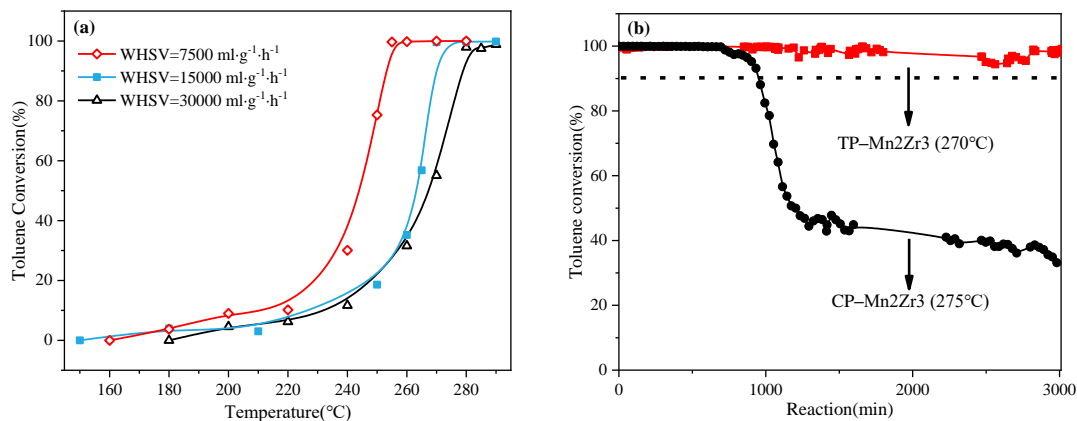 (a)
WHSV=7500 ml·g⁻¹·h⁻¹
WHSV=15000 ml·g⁻¹·h⁻¹
WHSV=30000 ml·g⁻¹·h⁻¹
Toluene Conversion(%)
100
80
60
40
20
0
160 180 200 220 240 260 280
Temperature(℃)
(b)
TP–Mn2Zr3 (270℃)
CP–Mn2Zr3 (275℃)
Toluene conversion(%)
100
80
60
40
20
0
0 1000 2000 3000
Reaction(min)